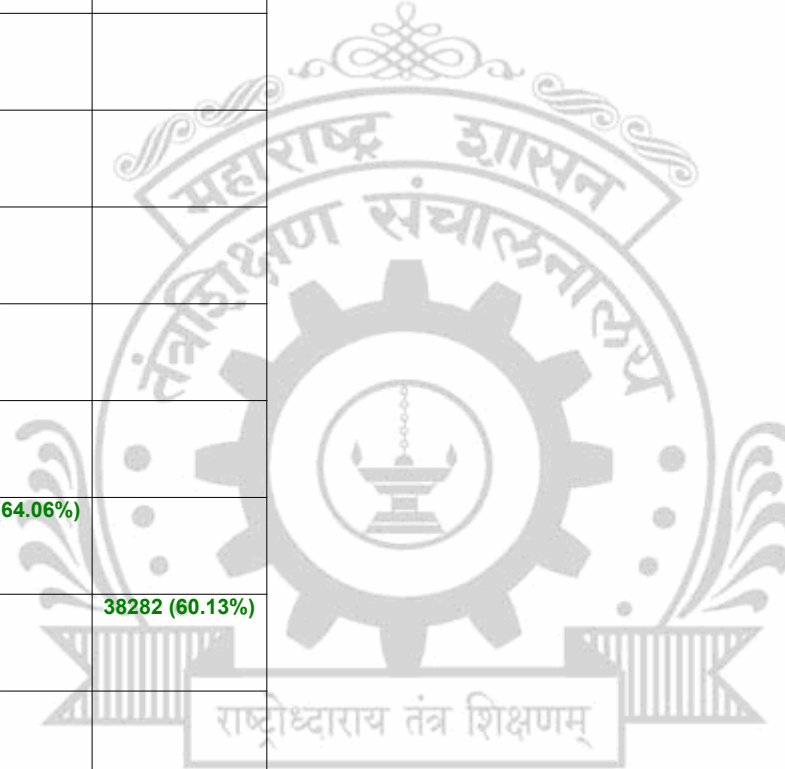 महाराष्ट्र शासन
तंत्रशिक्षण संचालनालय
64.06%)
38282 (60.13%)
राष्ट्रोध्दाराय तंत्र शिक्षणम्